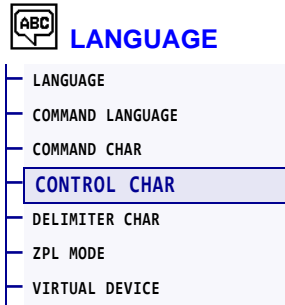 ABC
LANGUAGE
LANGUAGE
COMMAND LANGUAGE
COMMAND CHAR
CONTROL CHAR
DELIMITER CHAR
ZPL MODE
VIRTUAL DEVICE